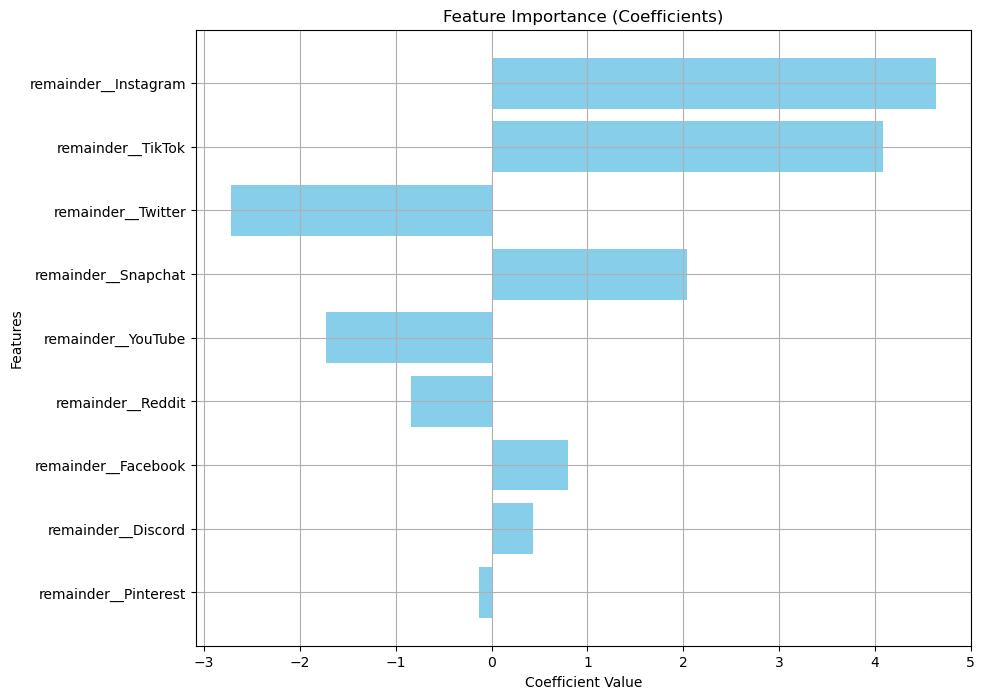 Feature Importance (Coefficients)
remainder__Instagram
remainder__TikTok
remainder__Twitter
remainder__Snapchat
remainder__YouTube
remainder__Reddit
remainder__Facebook
remainder__Discord
remainder__Pinterest
Features
−3 −2 −1 0 1 2 3 4 5
Coefficient Value